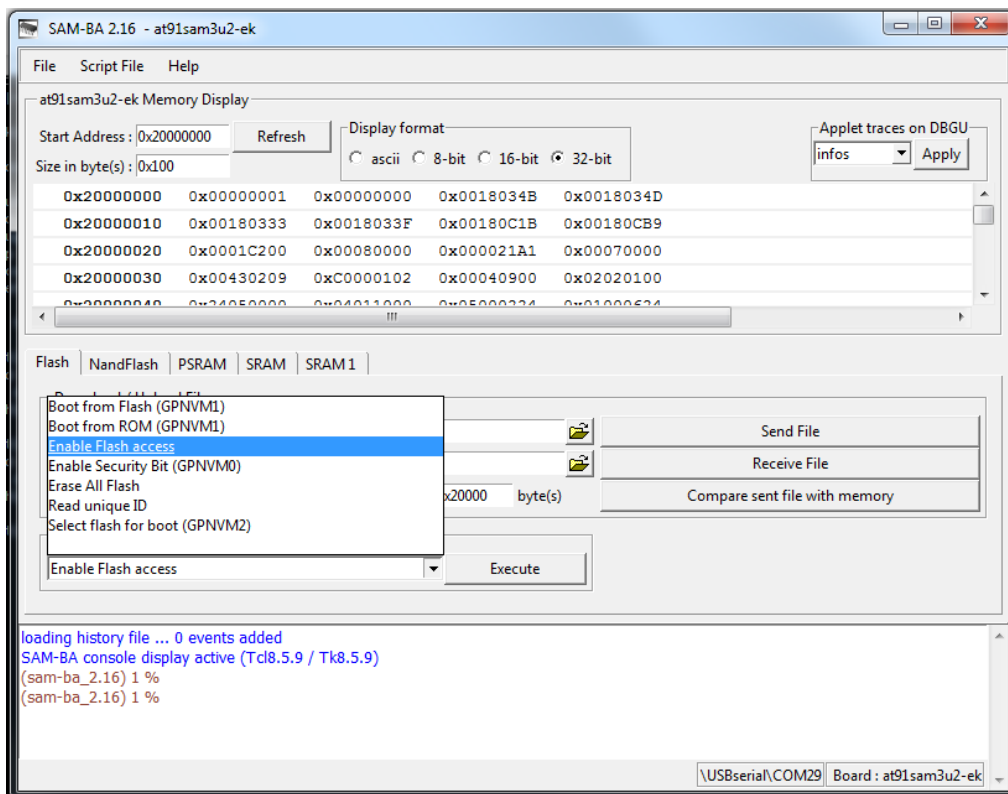 SAM-BA 2.16 - at91sam3u2-ek
File Script File Help
at91sam3u2-ek Memory Display
Start Address : 0x20000000 Refresh
Size in byte(s) : 0x100
Display format
ascii 8-bit 16-bit 32-bit
Applet traces on DBGU
infos Apply
0x20000000 0x00000001 0x00000000 0x0018034B 0x0018034D
0x20000010 0x00180333 0x0018033F 0x00180C1B 0x00180CB9
0x20000020 0x0001C200 0x00080000 0x000021A1 0x00070000
0x20000030 0x00430209 0xC0000102 0x00040900 0x02020100
0x20000040 0x24050000 0x04011000 0x05000224 0x01000624
Flash NandFlash PSRAM SRAM SRAM 1
Boot from Flash (GPNVM1)
Boot from ROM (GPNVM1)
Enable Flash access
Enable Security Bit (GPNVM0)
Erase All Flash
Read unique ID
Select flash for boot (GPNVM2)
Send File
Receive File
x20000 byte(s) Compare sent file with memory
Enable Flash access Execute
loading history file ... 0 events added
SAM-BA console display active (Tcl8.5.9 / Tk8.5.9)
(sam-ba_2.16) 1 %
(sam-ba_2.16) 1 %
\USBserial\COM29 Board : at91sam3u2-ek